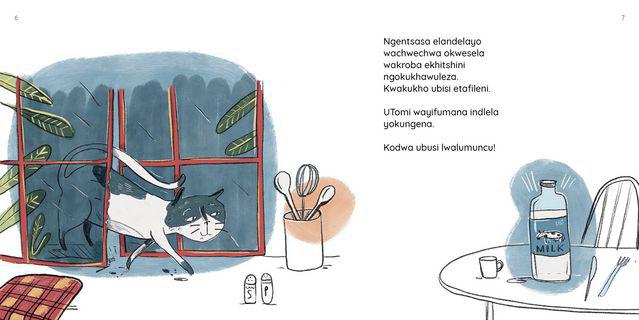 6
7
Ngentsasa elandelayo
wachwechwa okwesela
wakroba ekhitshini
ngokukhawuleza.
Kwakukho ubisi etafileni.
UTomi wayifumana indlela
yokungena.
Kodwa ubusi lwalumuncu!
S P
MILK